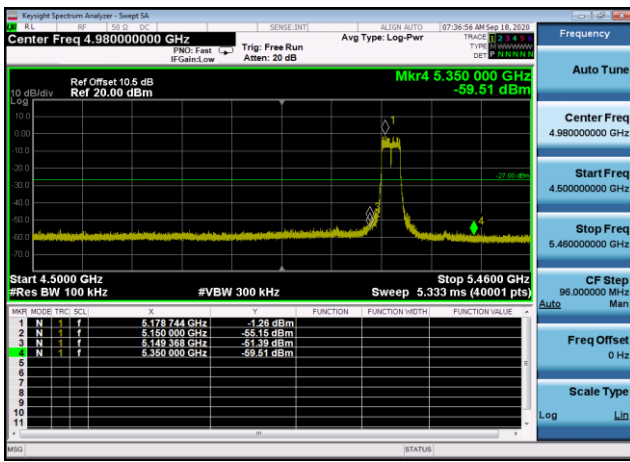 Keysight Spectrum Analyzer - Swept SA
RL RF 50 Ω DC SENSE:INT ALIGN AUTO 07:36:56 AM Sep 18, 2020
Center Freq 4.980000000 GHz
PNO: Fast
IFGain:Low
Trig: Free Run
Atten: 20 dB
Avg Type: Log-Pwr
TRACE 1 2 3 4 5 6
TYPE M WWWWW
DET P NNNNN
Ref Offset 10.5 dB
10 dB/div Ref 20.00 dBm
Mkr4 5.350 000 GHz
-59.51 dBm
Log
10.0
0.00
-10.0
-20.0
-30.0
-40.0
-50.0
-60.0
-70.0
1
-27.00 dBm
4
Start 4.5000 GHz Stop 5.4600 GHz
#Res BW 100 kHz #VBW 300 kHz Sweep 5.333 ms (40001 pts)
MKR MODE TRC SCL X Y FUNCTION FUNCTION WIDTH FUNCTION VALUE
1 N 1 f 5.178 744 GHz -1.26 dBm
2 N 1 f 5.150 000 GHz -55.15 dBm
3 N 1 f 5.149 368 GHz -51.39 dBm
4 N 1 f 5.350 000 GHz -59.51 dBm
5
6
7
8
9
10
11
MSG STATUS
Frequency
Auto Tune
Center Freq
4.980000000 GHz
Start Freq
4.500000000 GHz
Stop Freq
5.460000000 GHz
CF Step
96.000000 MHz
Auto Man
Freq Offset
0 Hz
Scale Type
Log Lin